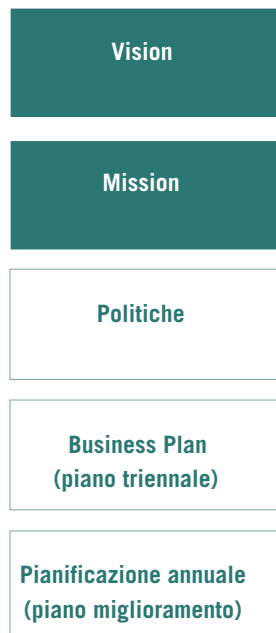 Vision
Mission
Politiche
Business Plan
(piano triennale)
Pianificazione annuale
(piano miglioramento)